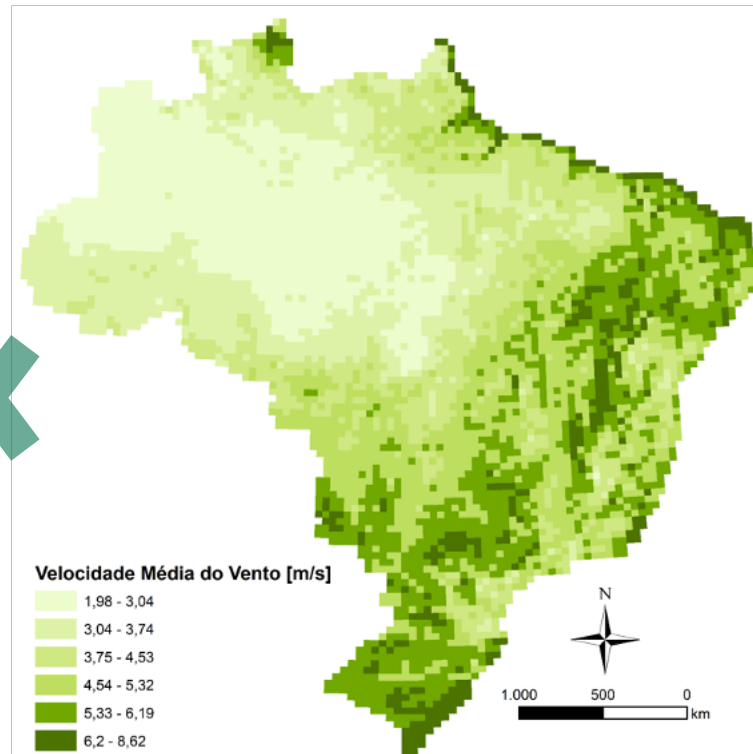 Velocidade Média do Vento [m/s]
1,98 - 3,04
3,04 - 3,74
3,75 - 4,53
4,54 - 5,32
5,33 - 6,19
6,2 - 8,62
N
1.000 500 0
km